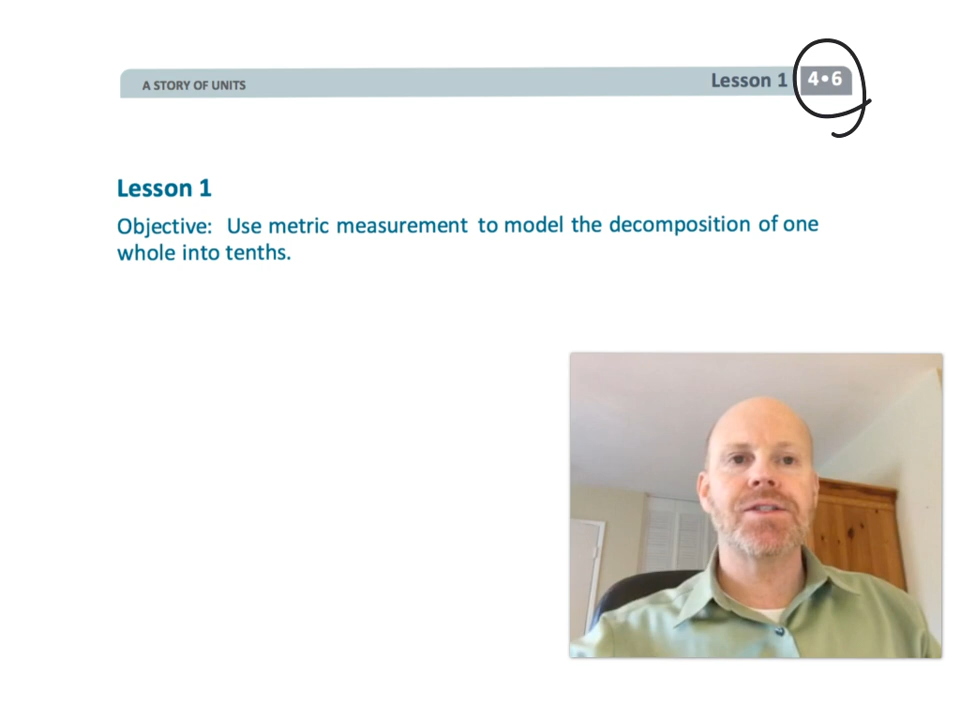 A STORY OF UNITS Lesson 1 4•6
Lesson 1
Objective: Use metric measurement to model the decomposition of one
whole into tenths.